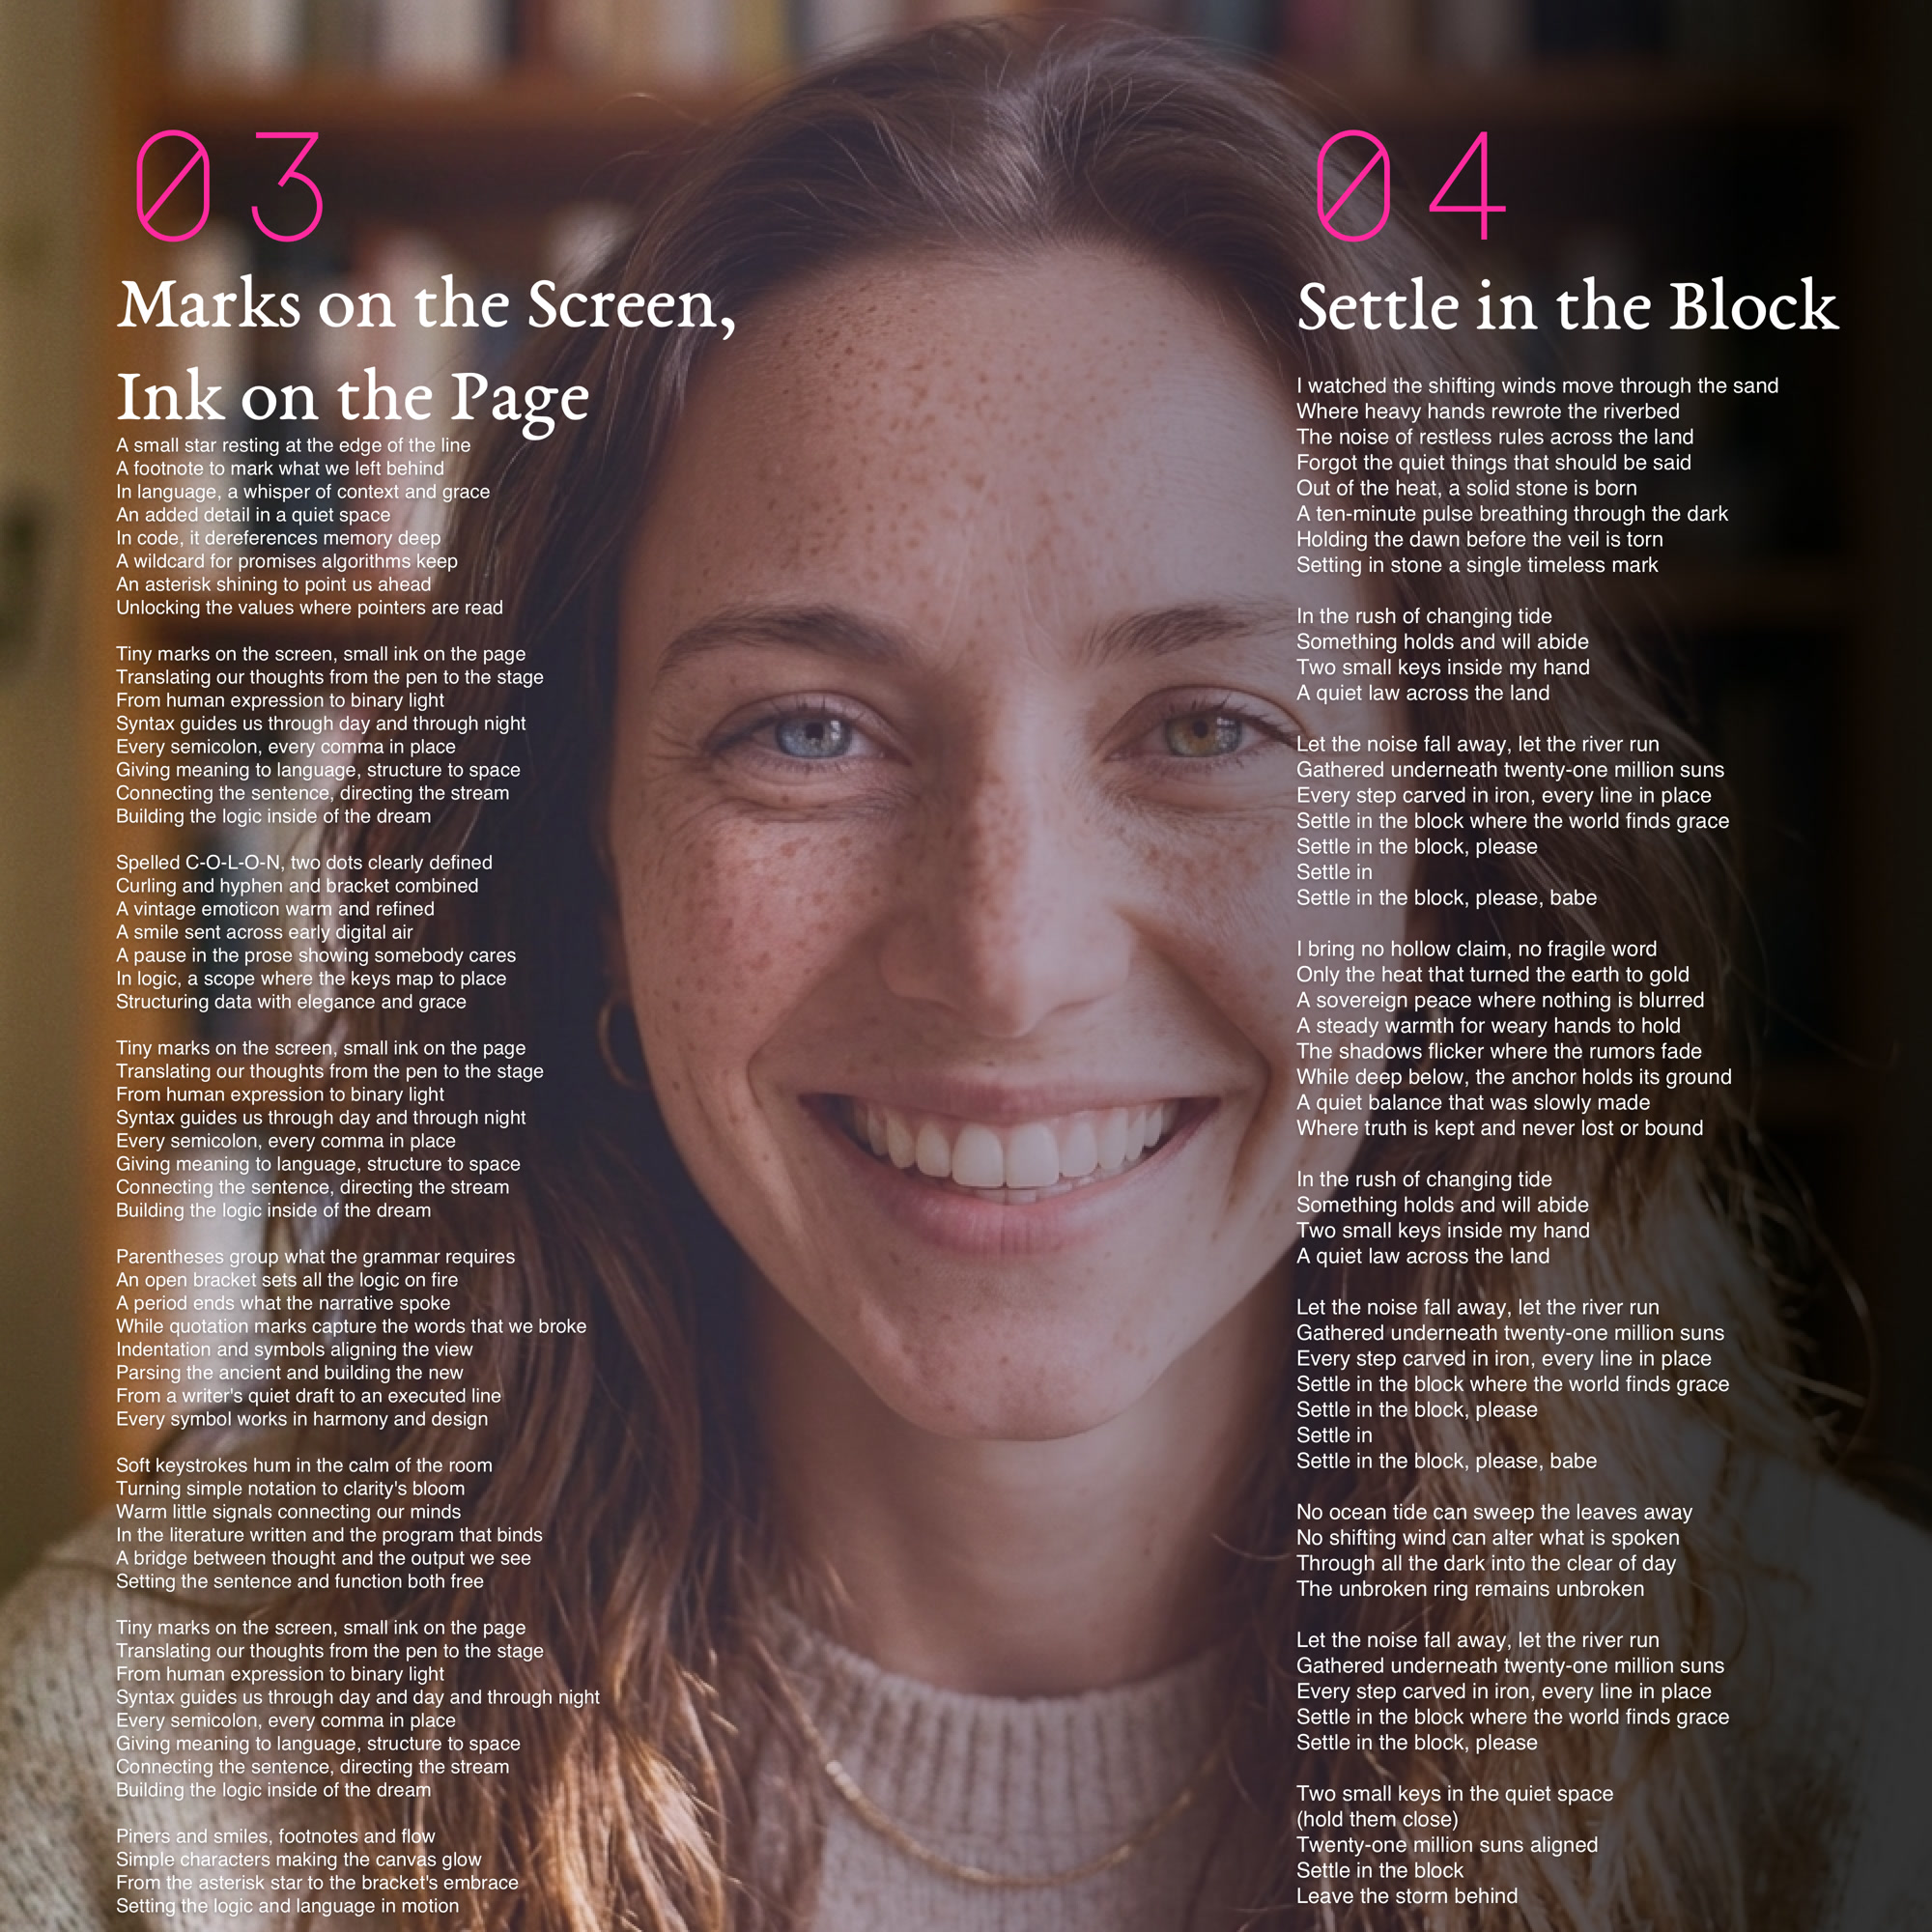 03
Marks on the Screen,
Ink on the Page
A small star resting at the edge of the line
A footnote to mark what we left behind
In language, a whisper of context and grace
An added detail in a quiet space
In code, it dereferences memory deep
A wildcard for promises algorithms keep
An asterisk shining to point us ahead
Unlocking the values where pointers are read
Tiny marks on the screen, small ink on the page
Translating our thoughts from the pen to the stage
From human expression to binary light
Syntax guides us through day and through night
Every semicolon, every comma in place
Giving meaning to language, structure to space
Connecting the sentence, directing the stream
Building the logic inside of the dream
Spelled C-O-L-O-N, two dots clearly defined
Curling and hyphen and bracket combined
A vintage emoticon warm and refined
A smile sent across early digital air
A pause in the prose showing somebody cares
In logic, a scope where the keys map to place
Structuring data with elegance and grace
Tiny marks on the screen, small ink on the page
Translating our thoughts from the pen to the stage
From human expression to binary light
Syntax guides us through day and through night
Every semicolon, every comma in place
Giving meaning to language, structure to space
Connecting the sentence, directing the stream
Building the logic inside of the dream
Parentheses group what the grammar requires
An open bracket sets all the logic on fire
A period ends what the narrative spoke
While quotation marks capture the words that we broke
Indentation and symbols aligning the view
Parsing the ancient and building the new
From a writer's quiet draft to an executed line
Every symbol works in harmony and design
Soft keystrokes hum in the calm of the room
Turning simple notation to clarity's bloom
Warm little signals connecting our minds
In the literature written and the program that binds
A bridge between thought and the output we see
Setting the sentence and function both free
Tiny marks on the screen, small ink on the page
Translating our thoughts from the pen to the stage
From human expression to binary light
Syntax guides us through day and day and through night
Every semicolon, every comma in place
Giving meaning to language, structure to space
Connecting the sentence, directing the stream
Building the logic inside of the dream
Piners and smiles, footnotes and flow
Simple characters making the canvas glow
From the asterisk star to the bracket's embrace
Setting the logic and language in motion
04
Settle in the Block
I watched the shifting winds move through the sand
Where heavy hands rewrote the riverbed
The noise of restless rules across the land
Forgot the quiet things that should be said
Out of the heat, a solid stone is born
A ten-minute pulse breathing through the dark
Holding the dawn before the veil is torn
Setting in stone a single timeless mark
In the rush of changing tide
Something holds and will abide
Two small keys inside my hand
A quiet law across the land
Let the noise fall away, let the river run
Gathered underneath twenty-one million suns
Every step carved in iron, every line in place
Settle in the block where the world finds grace
Settle in the block, please
Settle in
Settle in the block, please, babe
I bring no hollow claim, no fragile word
Only the heat that turned the earth to gold
A sovereign peace where nothing is blurred
A steady warmth for weary hands to hold
The shadows flicker where the rumors fade
While deep below, the anchor holds its ground
A quiet balance that was slowly made
Where truth is kept and never lost or bound
In the rush of changing tide
Something holds and will abide
Two small keys inside my hand
A quiet law across the land
Let the noise fall away, let the river run
Gathered underneath twenty-one million suns
Every step carved in iron, every line in place
Settle in the block where the world finds grace
Settle in the block, please
Settle in
Settle in the block, please, babe
No ocean tide can sweep the leaves away
No shifting wind can alter what is spoken
Through all the dark into the clear of day
The unbroken ring remains unbroken
Let the noise fall away, let the river run
Gathered underneath twenty-one million suns
Every step carved in iron, every line in place
Settle in the block where the world finds grace
Settle in the block, please
Two small keys in the quiet space
(hold them close)
Twenty-one million suns aligned
Settle in the block
Leave the storm behind